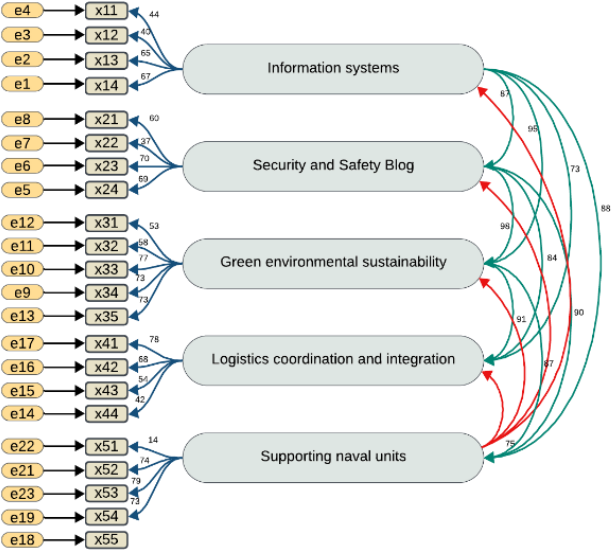 e4 x11 44
e3 x12 40
e2 x13 65
e1 x14 67
Information systems
e8 x21 60
e7 x22 37
e6 x23 70
e5 x24 69
Security and Safety Blog
e12 x31 53
e11 x32 58
e10 x33 77
e9 x34 73
e13 x35 73
Green environmental sustainability
e17 x41 78
e16 x42 68
e15 x43 54
e14 x44 42
Logistics coordination and integration
e22 x51 14
e21 x52 74
e23 x53 79
e19 x54 73
e18 x55
Supporting naval units
87
95
73
88
98
84
91
90
67
75